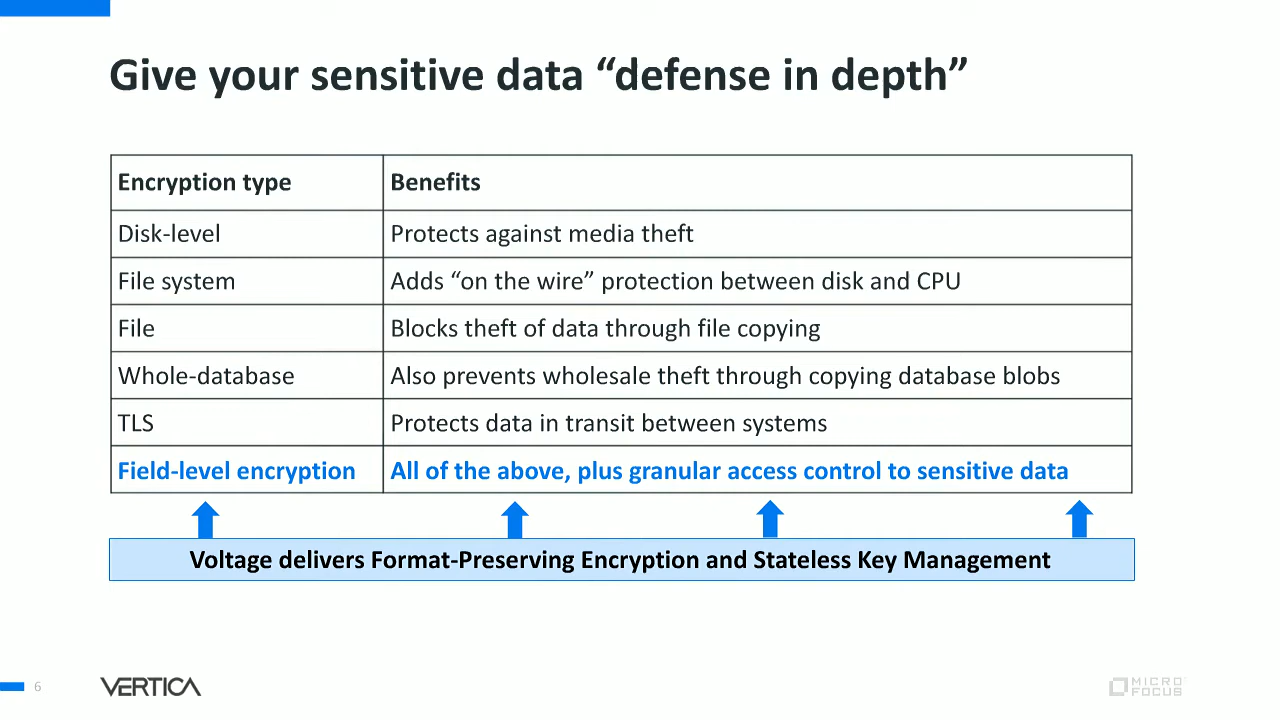 Give your sensitive data “defense in depth”
Encryption type Benefits
Disk-level Protects against media theft
File system Adds “on the wire” protection between disk and CPU
File Blocks theft of data through file copying
Whole-database Also prevents wholesale theft through copying database blobs
TLS Protects data in transit between systems
Field-level encryption All of the above, plus granular access control to sensitive data
Voltage delivers Format-Preserving Encryption and Stateless Key Management
6 VERTICA
MICRO
FOCUS